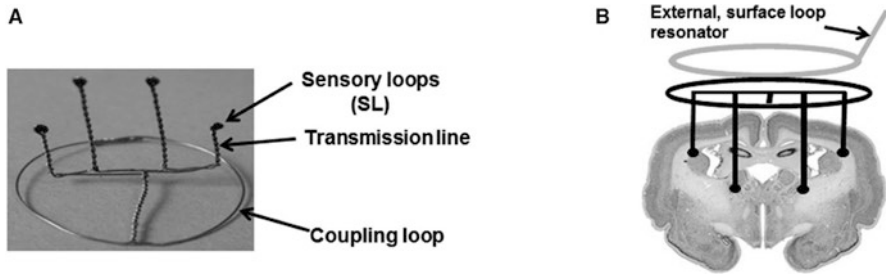 A
Sensory loops
(SL)
Transmission line
Coupling loop
B
External, surface loop
resonator